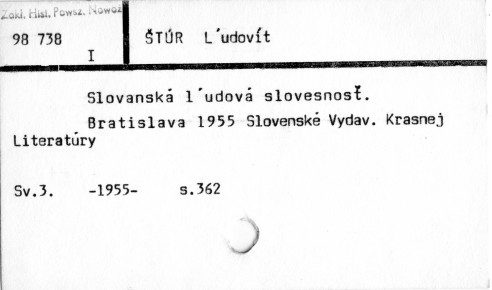 Zakł. Hist. Powsz. Nowoż
98 738
I
ŠTÚR L´udovít
Slovanská l´udová slovesnosť.
Bratislava 1955 Slovenské Vydav. Krasnej
Literatúry
Sv.3. -1955- s.362